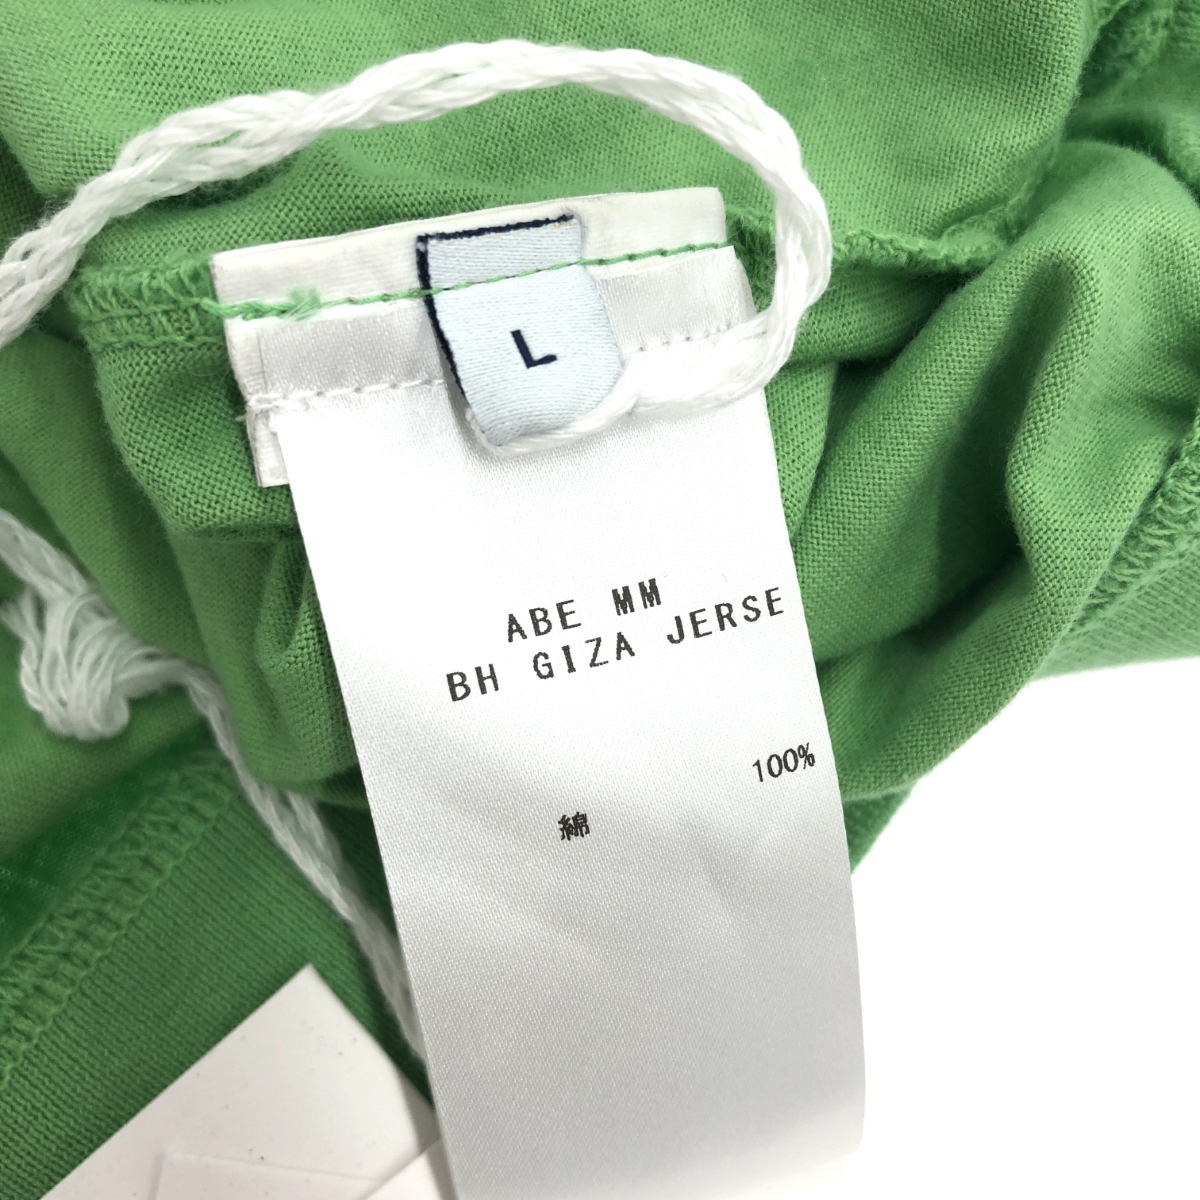 L
ABE MM
BH GIZA JERSE
100%
綿